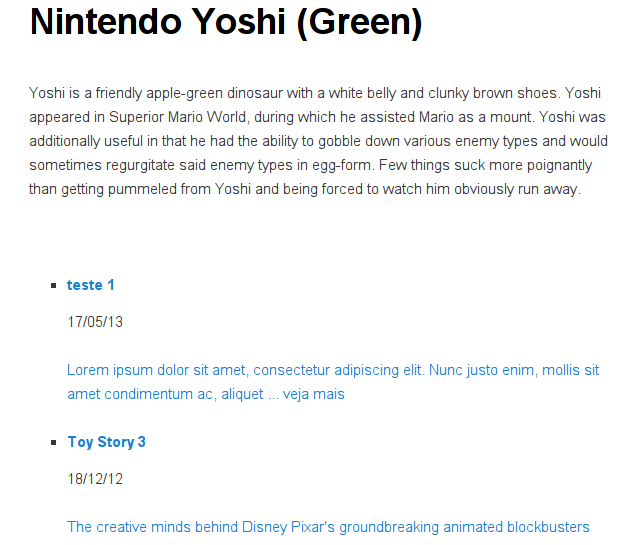 Nintendo Yoshi (Green)
Yoshi is a friendly apple-green dinosaur with a white belly and clunky brown shoes. Yoshi
appeared in Superior Mario World, during which he assisted Mario as a mount. Yoshi was
additionally useful in that he had the ability to gobble down various enemy types and would
sometimes regurgitate said enemy types in egg-form. Few things suck more poignantly
than getting pummeled from Yoshi and being forced to watch him obviously run away.
teste 1
17/05/13
Lorem ipsum dolor sit amet, consectetur adipiscing elit. Nunc justo enim, mollis sit
amet condimentum ac, aliquet ... veja mais
Toy Story 3
18/12/12
The creative minds behind Disney Pixar's groundbreaking animated blockbusters